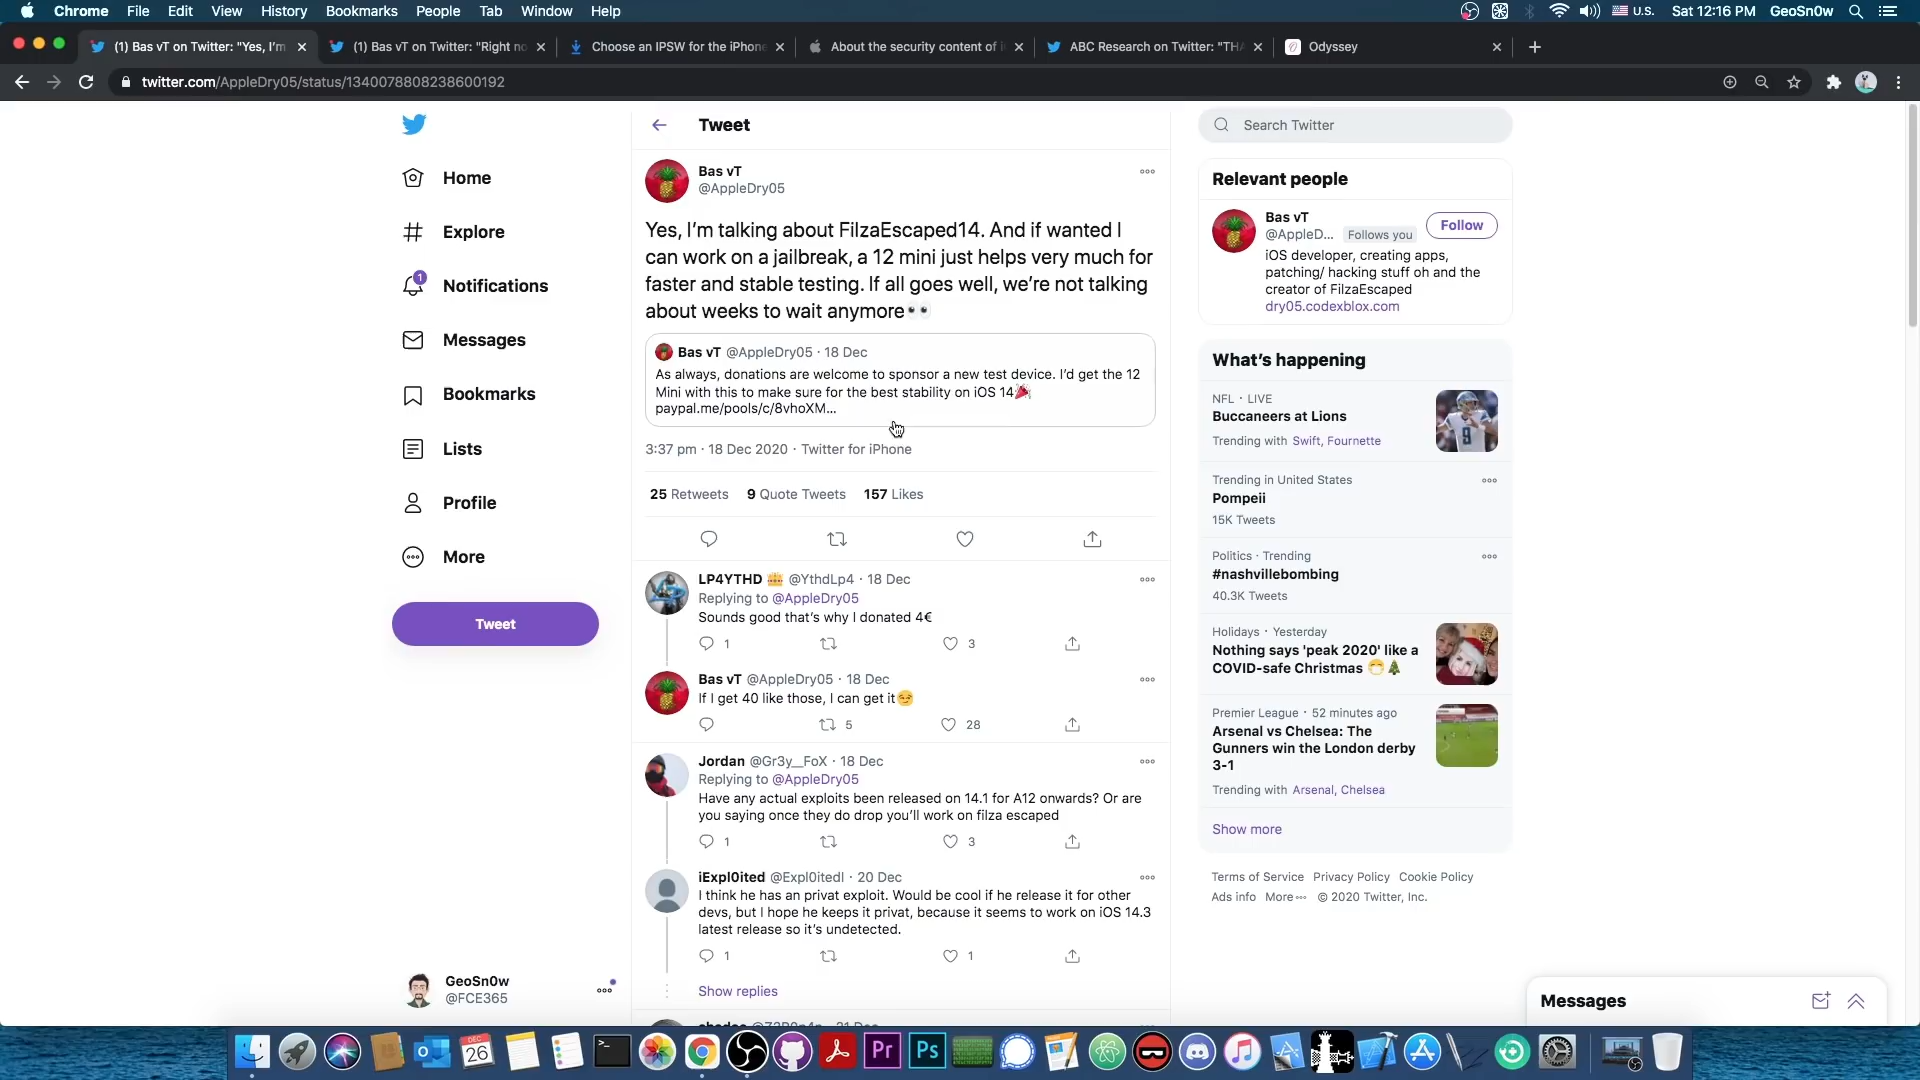 Chrome File Edit View History Bookmarks People Tab Window Help
U.S. Sat 12:16 PM GeoSn0w
(1) Bas vT on Twitter: "Yes, I'm
(1) Bas vT on Twitter: "Right no
Choose an IPSW for the iPhone
About the security content of i
ABC Research on Twitter: "THA
Odyssey
twitter.com/AppleDry05/status/1340078808238600192
Home
Explore
1
Notifications
Messages
Bookmarks
Lists
Profile
More
Tweet
GeoSn0w
@FCE365
Tweet
Bas vT
@AppleDry05
Yes, I'm talking about FilzaEscaped14. And if wanted I
can work on a jailbreak, a 12 mini just helps very much for
faster and stable testing. If all goes well, we're not talking
about weeks to wait anymore👀
Bas vT @AppleDry05 · 18 Dec
As always, donations are welcome to sponsor a new test device. I'd get the 12
Mini with this to make sure for the best stability on iOS 14🎉
paypal.me/pools/c/8vhoXM...
3:37 pm · 18 Dec 2020 · Twitter for iPhone
25 Retweets 9 Quote Tweets 157 Likes
LP4YTHD 👑 @YthdLp4 · 18 Dec
Replying to @AppleDry05
Sounds good that's why I donated 4€
1 3
Bas vT @AppleDry05 · 18 Dec
If I get 40 like those, I can get it😏
5 28
Jordan @Gr3y__FoX · 18 Dec
Replying to @AppleDry05
Have any actual exploits been released on 14.1 for A12 onwards? Or are
you saying once they do drop you'll work on filza escaped
1 3
iExpl0ited @Expl0itedI · 20 Dec
I think he has an privat exploit. Would be cool if he release it for other
devs, but I hope he keeps it privat, because it seems to work on iOS 14.3
latest release so it's undetected.
1 1
Show replies
Search Twitter
Relevant people
Bas vT
@AppleD... Follows you
Follow
iOS developer, creating apps,
patching/ hacking stuff oh and the
creator of FilzaEscaped
dry05.codexblox.com
What's happening
NFL · LIVE
Buccaneers at Lions
Trending with Swift, Fournette
Trending in United States
Pompeii
15K Tweets
Politics · Trending
#nashvillebombing
40.3K Tweets
Holidays · Yesterday
Nothing says 'peak 2020' like a
COVID-safe Christmas 😷🎄
Premier League · 52 minutes ago
Arsenal vs Chelsea: The
Gunners win the London derby
3-1
Trending with Arsenal, Chelsea
Show more
Terms of Service Privacy Policy Cookie Policy
Ads info More © 2020 Twitter, Inc.
Messages
DEC
26
Pr
Ps